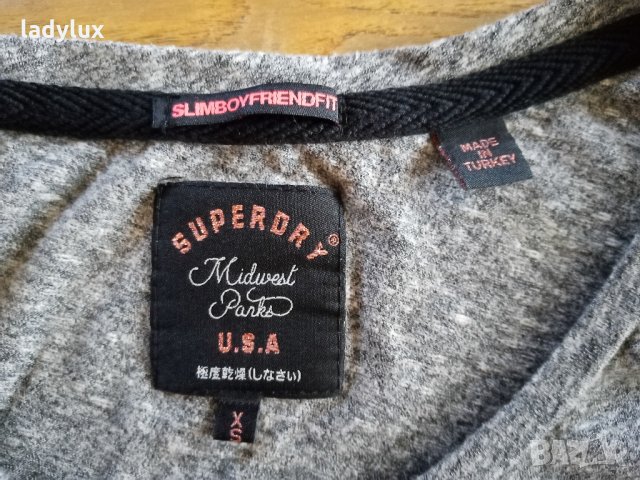 ladylux
SLIMBOYFRIENDFIT
MADE
IN
TURKEY
SUPERDRY®
Midwest
Parks
U.S.A
極度乾燥(しなさい)
XS
BAZAR